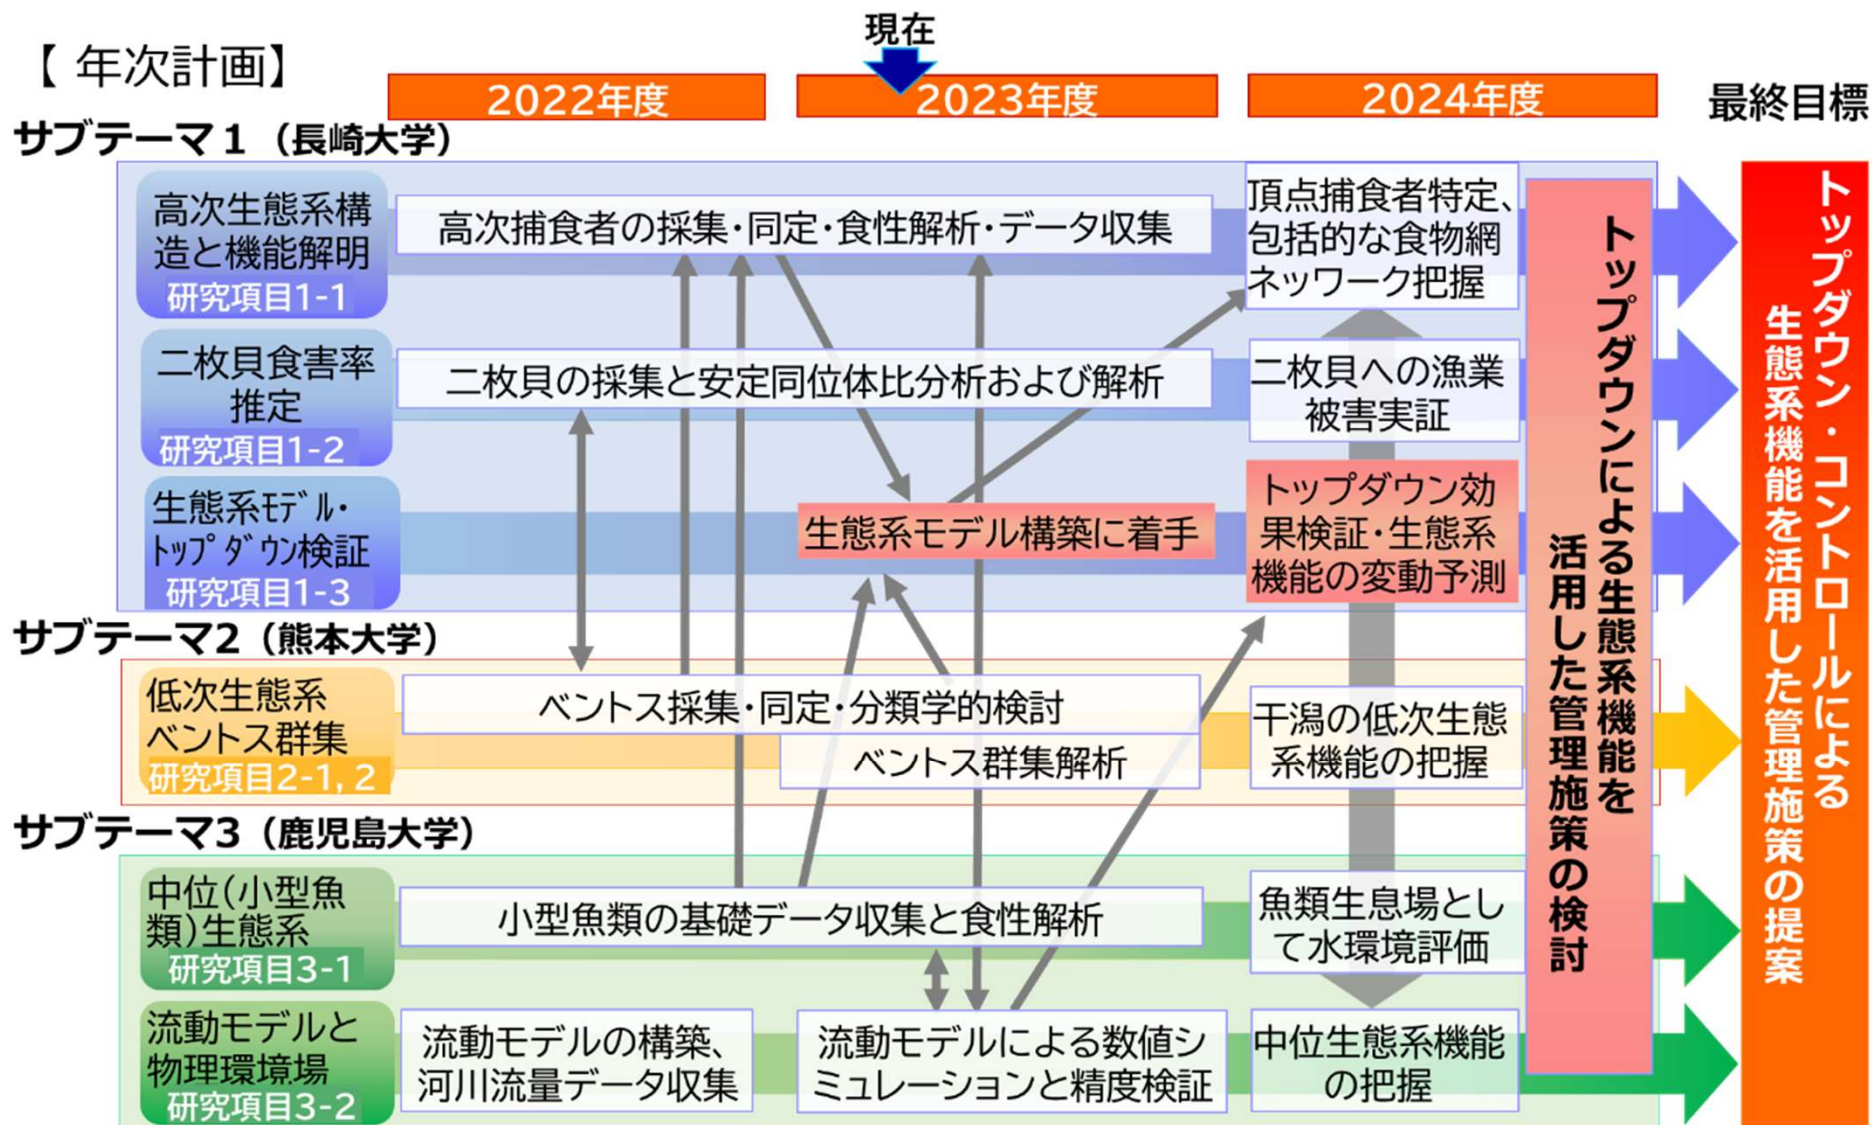 【 年次計画】
現在
2022年度
2023年度
2024年度
最終目標
サブテーマ1（長崎大学）
高次生態系構
造と機能解明
研究項目1-1
高次捕食者の採集・同定・食性解析・データ収集
頂点捕食者特定、
包括的な食物網
ネットワーク把握
二枚貝食害率
推定
研究項目1-2
二枚貝の採集と安定同位体比分析および解析
二枚貝への漁業
被害実証
生態系ﾓﾃﾞﾙ・
ﾄｯﾌﾟﾀﾞｳﾝ検証
研究項目1-3
生態系モデル構築に着手
トップダウン効
果検証・生態系
機能の変動予測
サブテーマ2（熊本大学）
低次生態系
ベントス群集
研究項目2-1, 2
ベントス採集・同定・分類学的検討
ベントス群集解析
干潟の低次生態
系機能の把握
サブテーマ3（鹿児島大学）
中位(小型魚
類)生態系
研究項目3-1
小型魚類の基礎データ収集と食性解析
魚類生息場とし
て水環境評価
流動モデルと
物理環境場
研究項目3-2
流動モデルの構築、
河川流量データ収集
流動モデルによる数値シ
ミュレーションと精度検証
中位生態系機能
の把握
トップダウンによる生態系機能を
活用した管理施策の検討
トップダウン・コントロールによる
生態系機能を活用した管理施策の提案